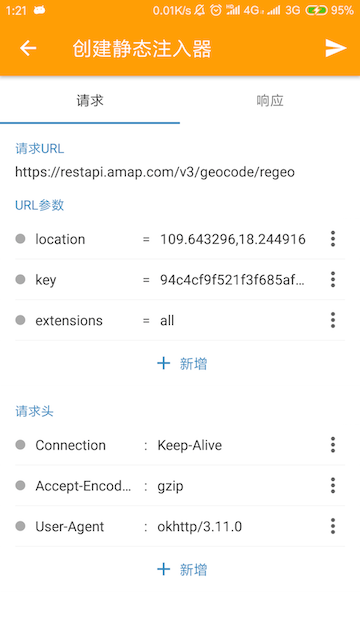 1:21 0.01K/s 4G 3G 95%
创建静态注入器
请求 响应
请求URL
https://restapi.amap.com/v3/geocode/regeo
URL参数
location = 109.643296,18.244916
key = 94c4cf9f521f3f685af...
extensions = all
+ 新增
请求头
Connection : Keep-Alive
Accept-Encod... : gzip
User-Agent : okhttp/3.11.0
+ 新增